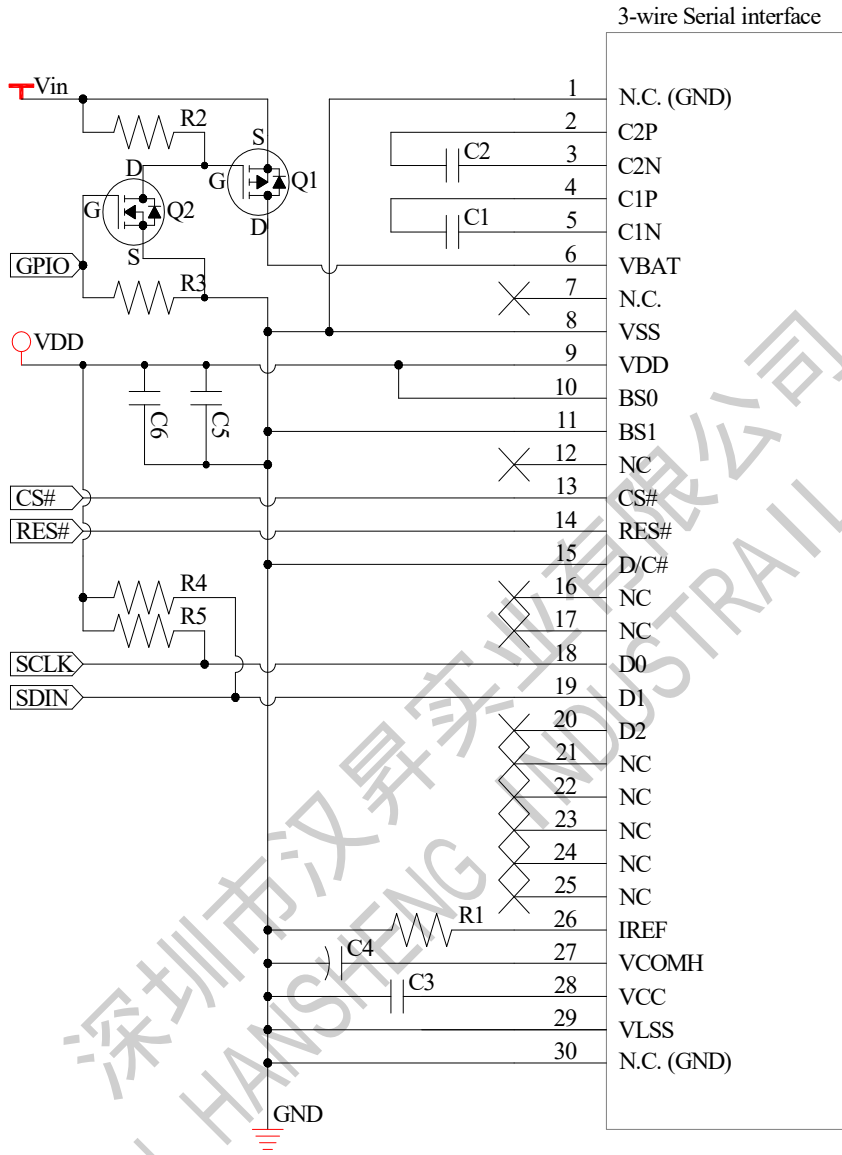 3-wire Serial interface
Vin
R2
S
G
Q1
D
D
G
Q2
S
GPIO
R3
VDD
C6
C5
CS#
RES#
R4
R5
SCLK
SDIN
C2
C1
R1
C4
C3
GND
1 N.C. (GND)
2 C2P
3 C2N
4 C1P
5 C1N
6 VBAT
7 N.C.
8 VSS
9 VDD
10 BS0
11 BS1
12 NC
13 CS#
14 RES#
15 D/C#
16 NC
17 NC
18 D0
19 D1
20 D2
21 NC
22 NC
23 NC
24 NC
25 NC
26 IREF
27 VCOMH
28 VCC
29 VLSS
30 N.C. (GND)
深圳市汉昇实业有限公司
HANSHENG INDUSTRAIL